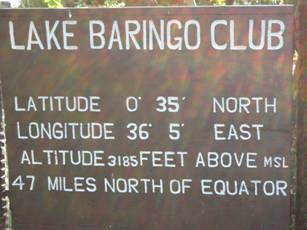 LAKE BARINGO CLUB
LATITUDE 0° 35′ NORTH
LONGITUDE 36° 5′ EAST
ALTITUDE 3185 FEET ABOVE MSL
47 MILES NORTH OF EQUATOR